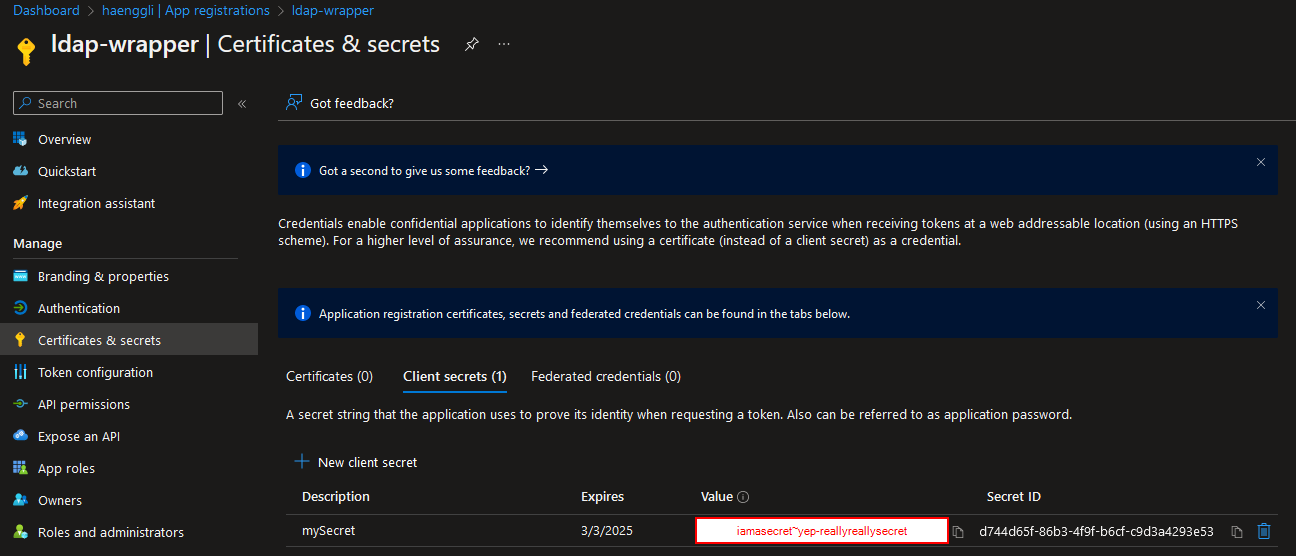 Dashboard > haenggli | App registrations > ldap-wrapper
ldap-wrapper | Certificates & secrets
Search
Overview
Quickstart
Integration assistant
Manage
Branding & properties
Authentication
Certificates & secrets
Token configuration
API permissions
Expose an API
App roles
Owners
Roles and administrators
Got feedback?
Got a second to give us some feedback?
Credentials enable confidential applications to identify themselves to the authentication service when receiving tokens at a web addressable location (using an HTTPS
scheme). For a higher level of assurance, we recommend using a certificate (instead of a client secret) as a credential.
Application registration certificates, secrets and federated credentials can be found in the tabs below.
Certificates (0) Client secrets (1) Federated credentials (0)
A secret string that the application uses to prove its identity when requesting a token. Also can be referred to as application password.
New client secret
Description Expires Value Secret ID
mySecret 3/3/2025 iamasecret~yep-reallyreallysecret d744d65f-86b3-4f9f-b6cf-c9d3a4293e53